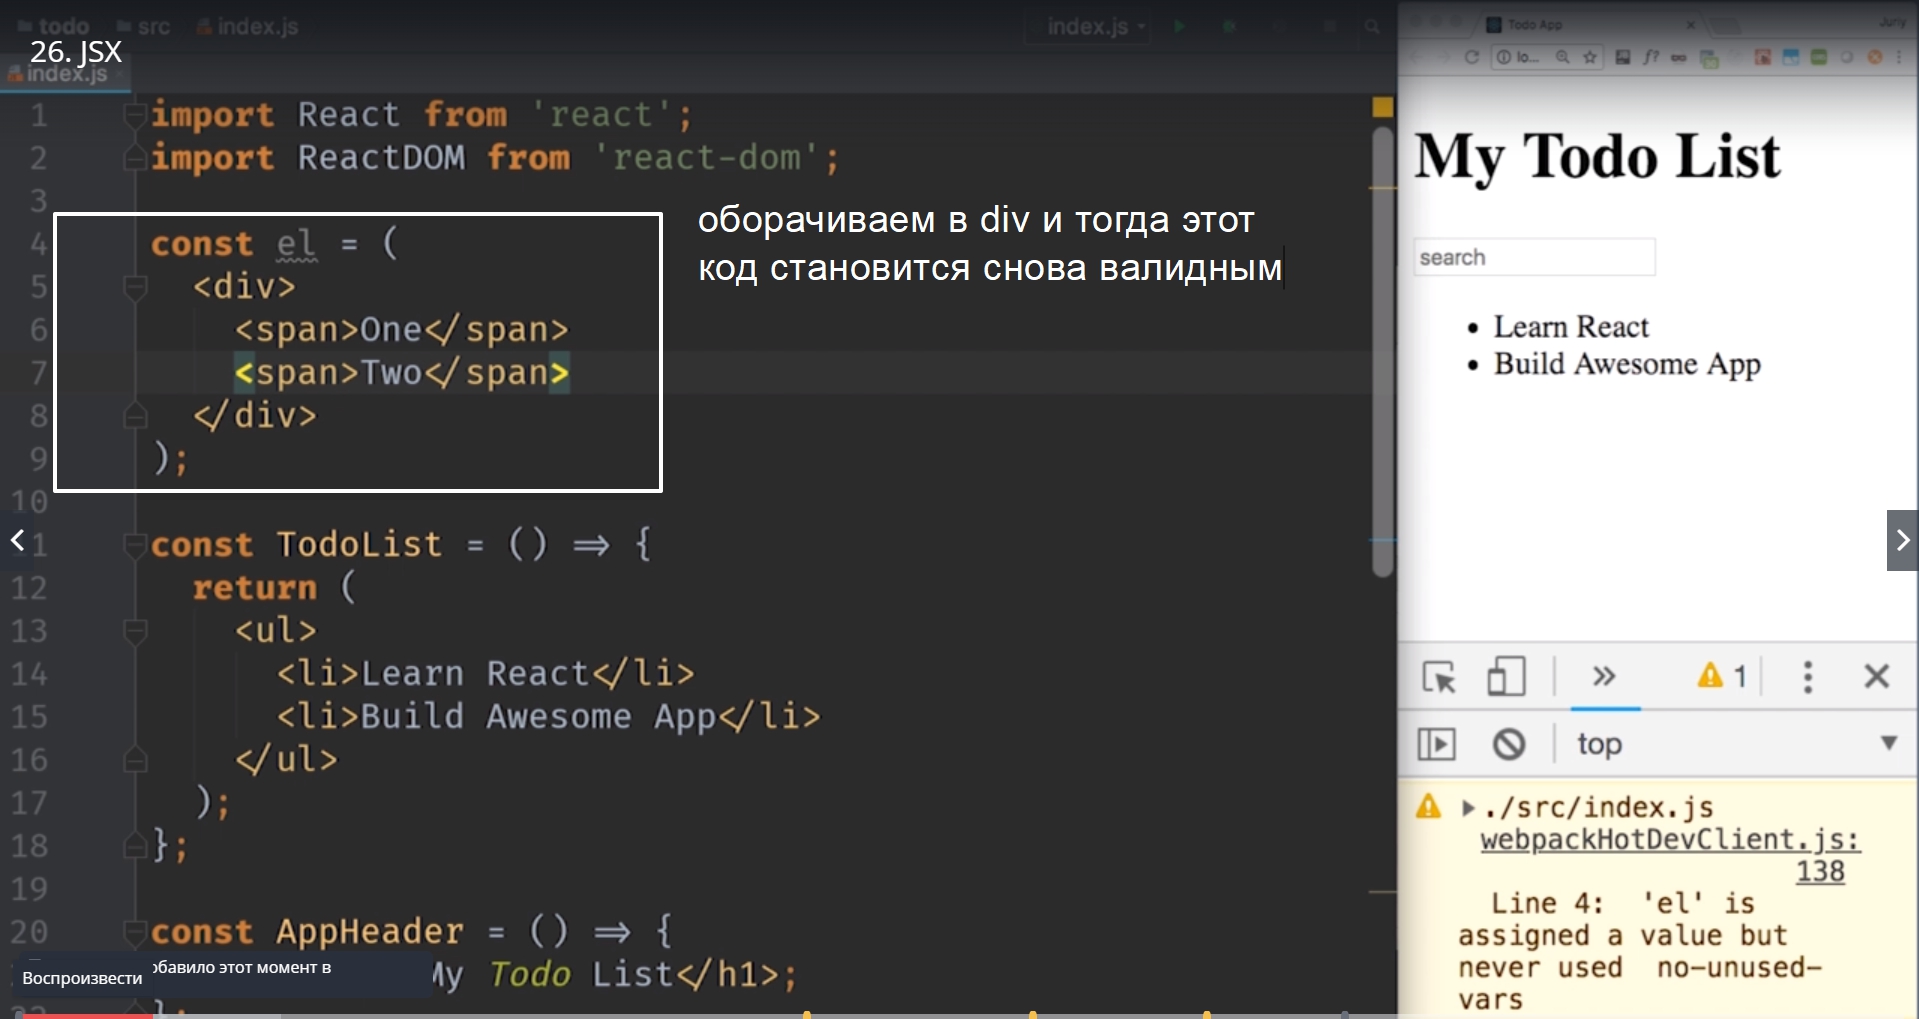 todo src index.js index.js
26. JSX
index.js
1 import React from 'react';
2 import ReactDOM from 'react-dom';
3
4 const el = (
5 <div>
6 <span>One</span>
7 <span>Two</span>
8 </div>
9 );
10
11 const TodoList = () => {
12 return (
13 <ul>
14 <li>Learn React</li>
15 <li>Build Awesome App</li>
16 </ul>
17 );
18 };
19
20 const AppHeader = () => {
My Todo List</h1>;
};
оборачиваем в div и тогда этот
код становится снова валидным
Воспроизвести
обавило этот момент в
Todo App
Juriy
lo...
f?
My Todo List
search
Learn React
Build Awesome App
1
top
./src/index.js
webpackHotDevClient.js:
138
Line 4: 'el' is
assigned a value but
never used no-unused-
vars